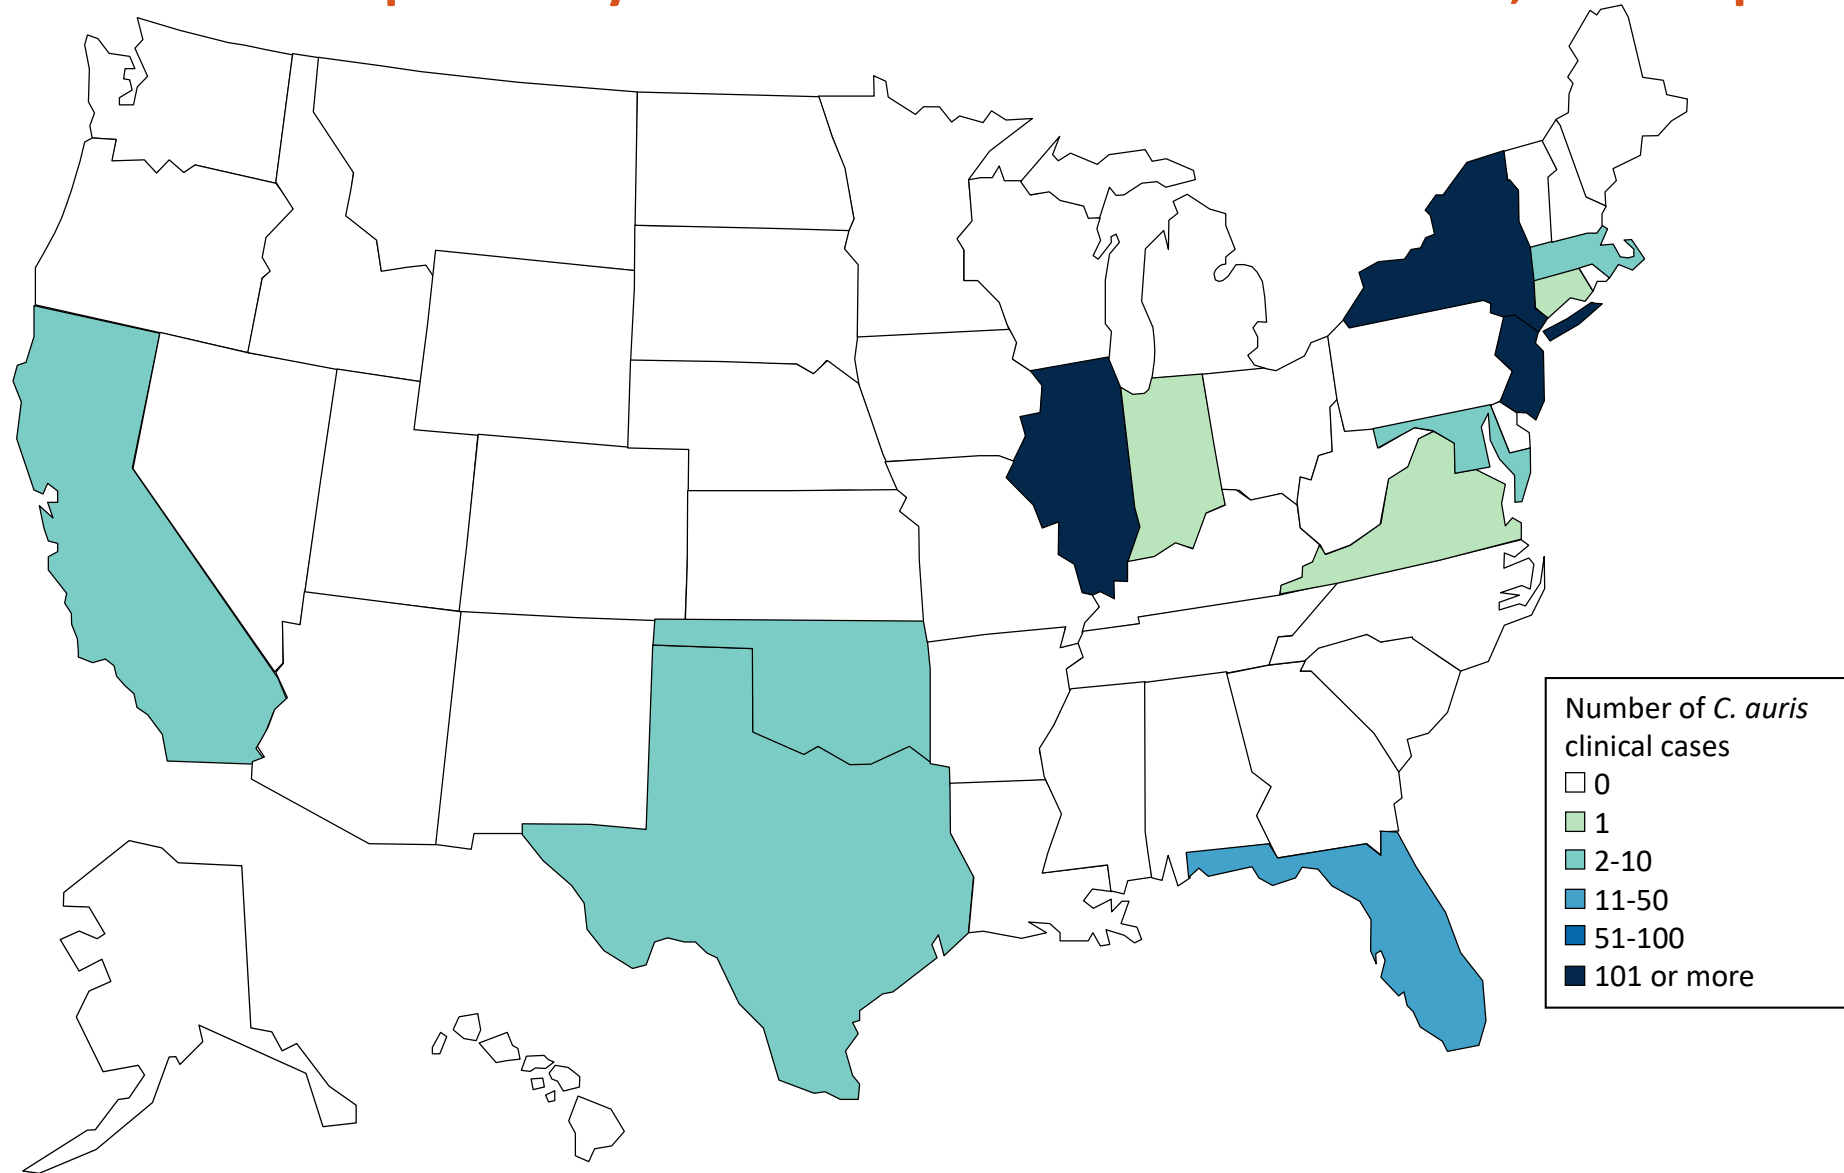 Number of C. auris
clinical cases
0
1
2-10
11-50
51-100
101 or more